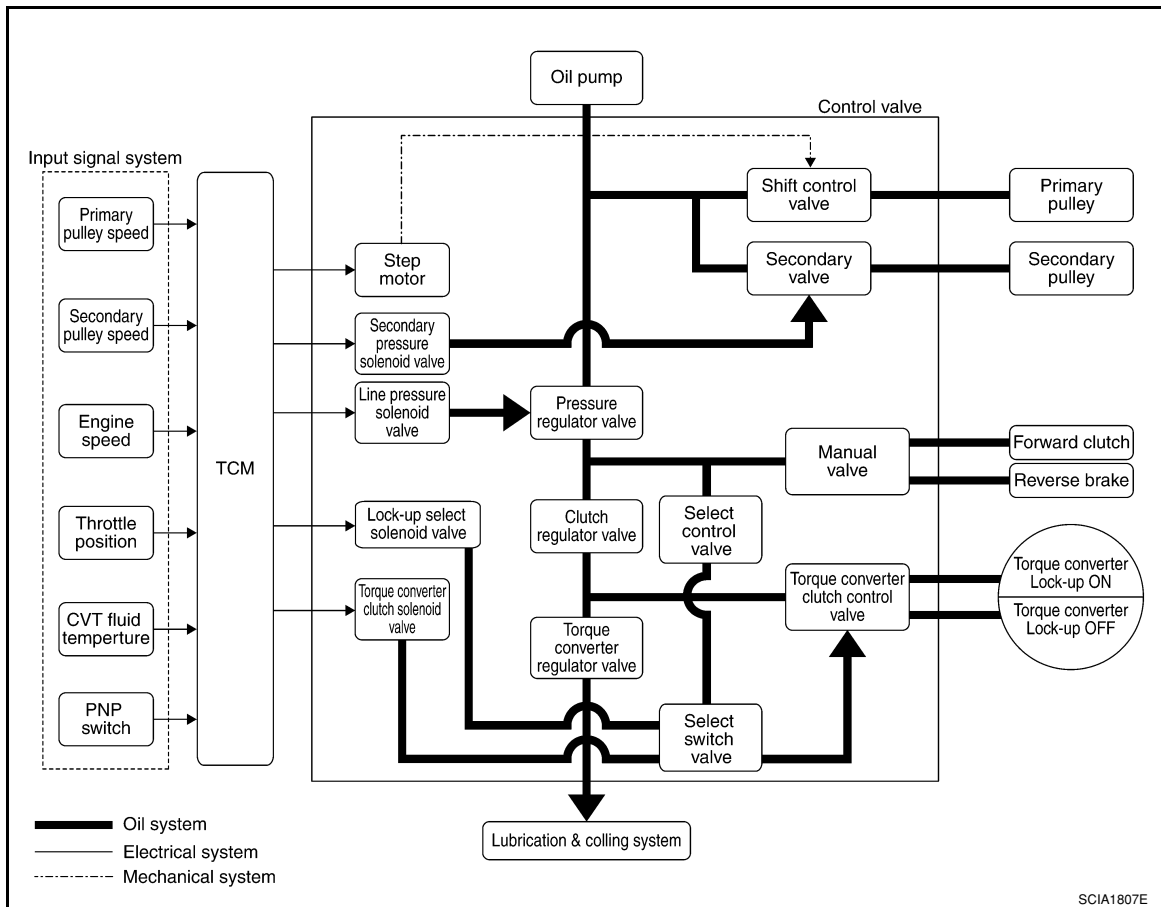 Oil pump
Control valve
Input signal system
Primary
pulley speed
Secondary
pulley speed
Engine
speed
Throttle
position
CVT fluid
temperture
PNP
switch
TCM
Step
motor
Secondary
pressure
solenoid valve
Line pressure
solenoid
valve
Lock-up select
solenoid valve
Torque converter
clutch solenoid
valve
Pressure
regulator valve
Clutch
regulator valve
Torque
converter
regulator valve
Select
control
valve
Select
switch
valve
Shift control
valve
Secondary
valve
Manual
valve
Torque converter
clutch control
valve
Primary
pulley
Secondary
pulley
Forward clutch
Reverse brake
Torque converter
Lock-up ON
Torque converter
Lock-up OFF
Lubrication & colling system
Oil system
Electrical system
Mechanical system
SCIA1807E